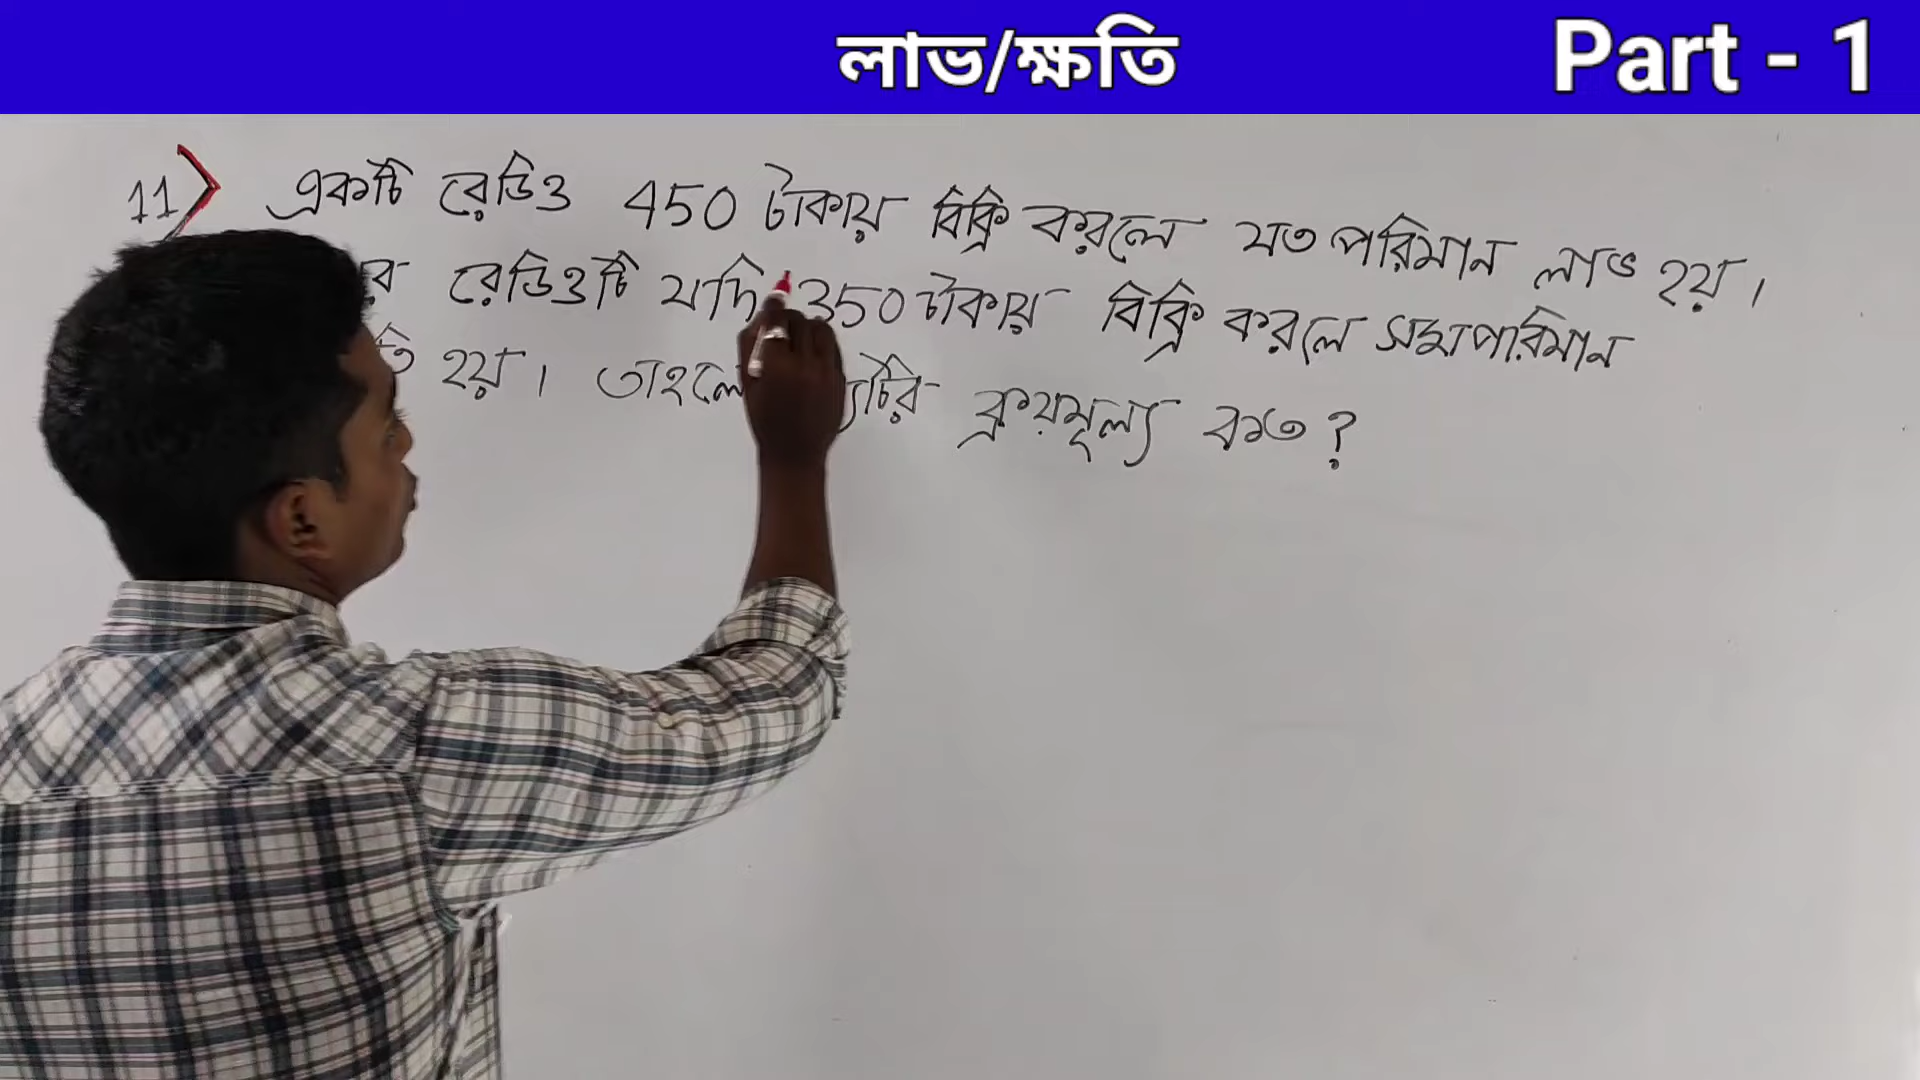 লাভ/ক্ষতি
Part - 1
11> একটি রেডিও 450 টাকায় বিক্রি করলে যত পরিমান লাভ হয়।
রেডিওটি যদি 350 টাকায় বিক্রি করলে সমপরিমান
হয়। তাহলে ক্রয়মূল্য কত?